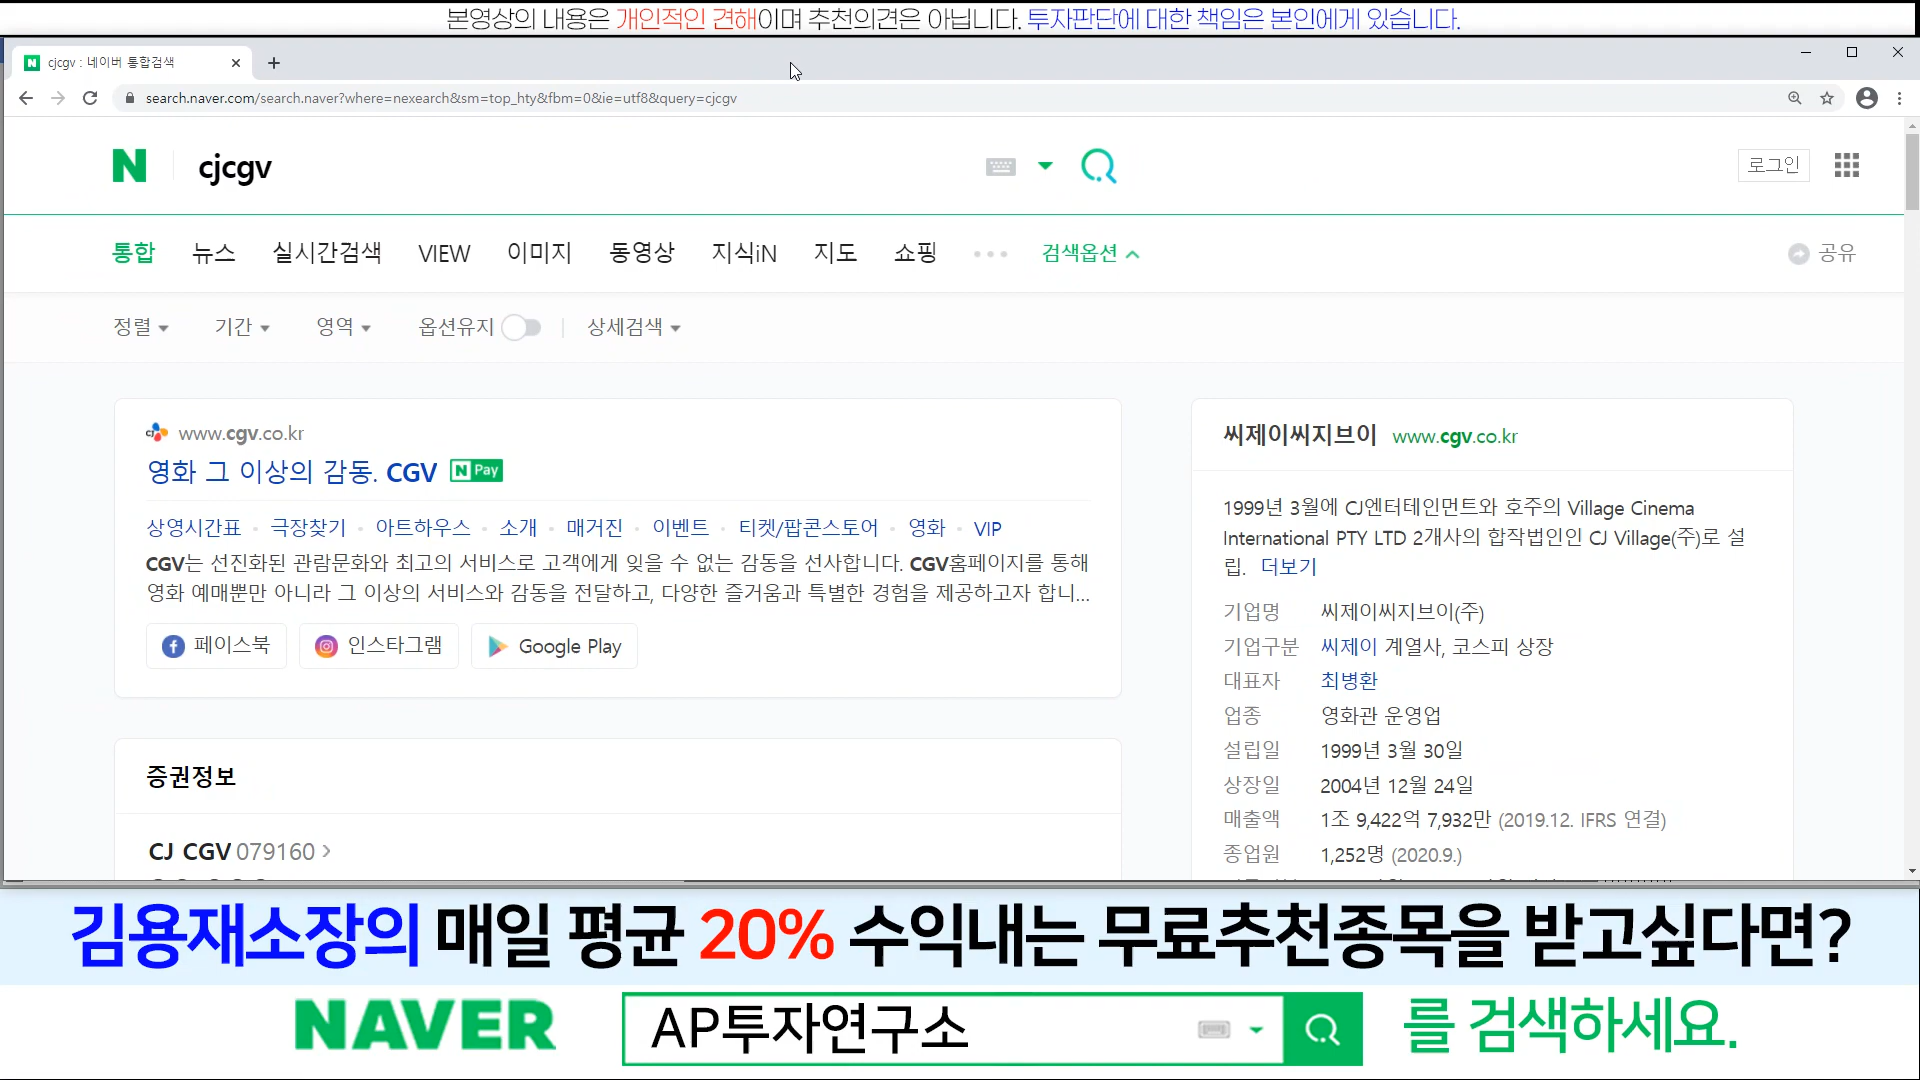 본영상의 내용은 개인적인 견해이며 추천의견은 아닙니다. 투자판단에 대한 책임은 본인에게 있습니다.
cjcgv : 네이버 통합검색
search.naver.com/search.naver?where=nexearch&sm=top_hty&fbm=0&ie=utf8&query=cjcgv
N cjcgv 로그인
통합 뉴스 실시간검색 VIEW 이미지 동영상 지식iN 지도 쇼핑 검색옵션 공유
정렬 기간 영역 옵션유지 상세검색
www.cgv.co.kr
영화 그 이상의 감동. CGV N Pay
상영시간표 극장찾기 아트하우스 소개 매거진 이벤트 티켓/팝콘스토어 영화 VIP
CGV는 선진화된 관람문화와 최고의 서비스로 고객에게 잊을 수 없는 감동을 선사합니다. CGV홈페이지를 통해
영화 예매뿐만 아니라 그 이상의 서비스와 감동을 전달하고, 다양한 즐거움과 특별한 경험을 제공하고자 합니...
페이스북 인스타그램 Google Play
증권정보
CJ CGV 079160 >
씨제이씨지브이 www.cgv.co.kr
1999년 3월에 CJ엔터테인먼트와 호주의 Village Cinema
International PTY LTD 2개사의 합작법인인 CJ Village(주)로 설
립. 더보기
기업명 씨제이씨지브이(주)
기업구분 씨제이 계열사, 코스피 상장
대표자 최병환
업종 영화관 운영업
설립일 1999년 3월 30일
상장일 2004년 12월 24일
매출액 1조 9,422억 7,932만 (2019.12. IFRS 연결)
종업원 1,252명 (2020.9.)
김용재소장의 매일 평균 20% 수익내는 무료추천종목을 받고싶다면?
NAVER AP투자연구소 를 검색하세요.